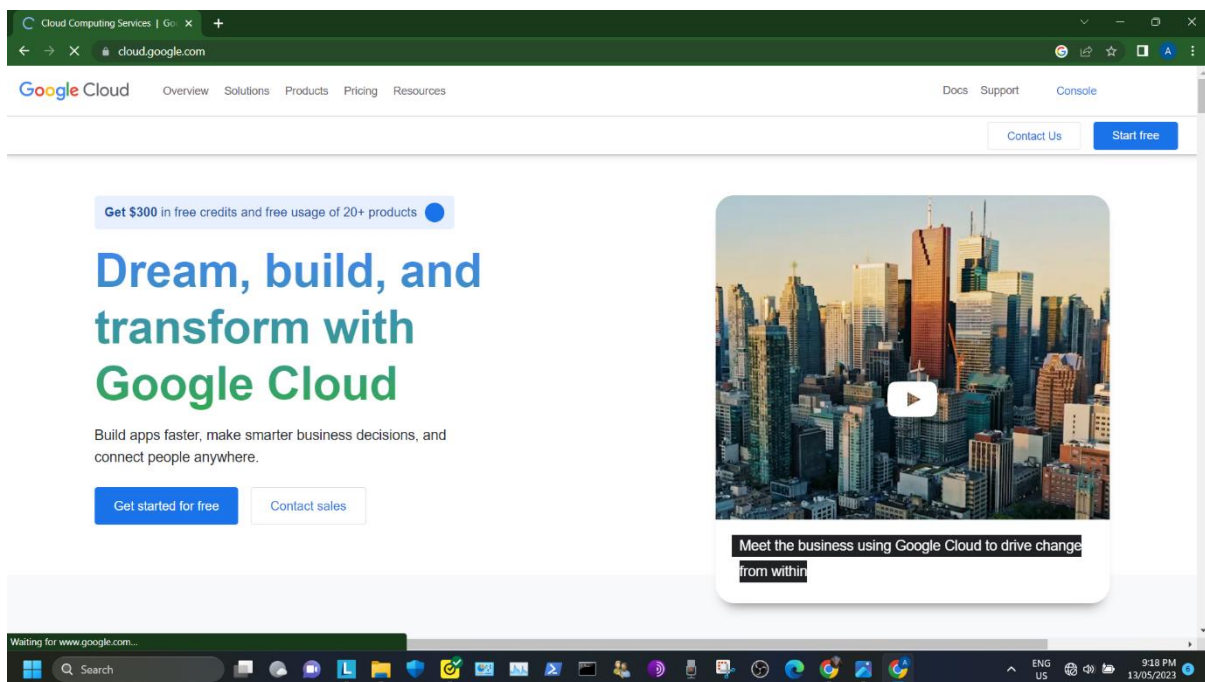 Cloud Computing Services | Go
cloud.google.com
Google Cloud Overview Solutions Products Pricing Resources Docs Support Console
Contact Us Start free
Get $300 in free credits and free usage of 20+ products
Dream, build, and
transform with
Google Cloud
Build apps faster, make smarter business decisions, and
connect people anywhere.
Get started for free Contact sales
Meet the business using Google Cloud to drive change
from within
Waiting for www.google.com...
Search
ENG
US
9:18 PM
13/05/2023